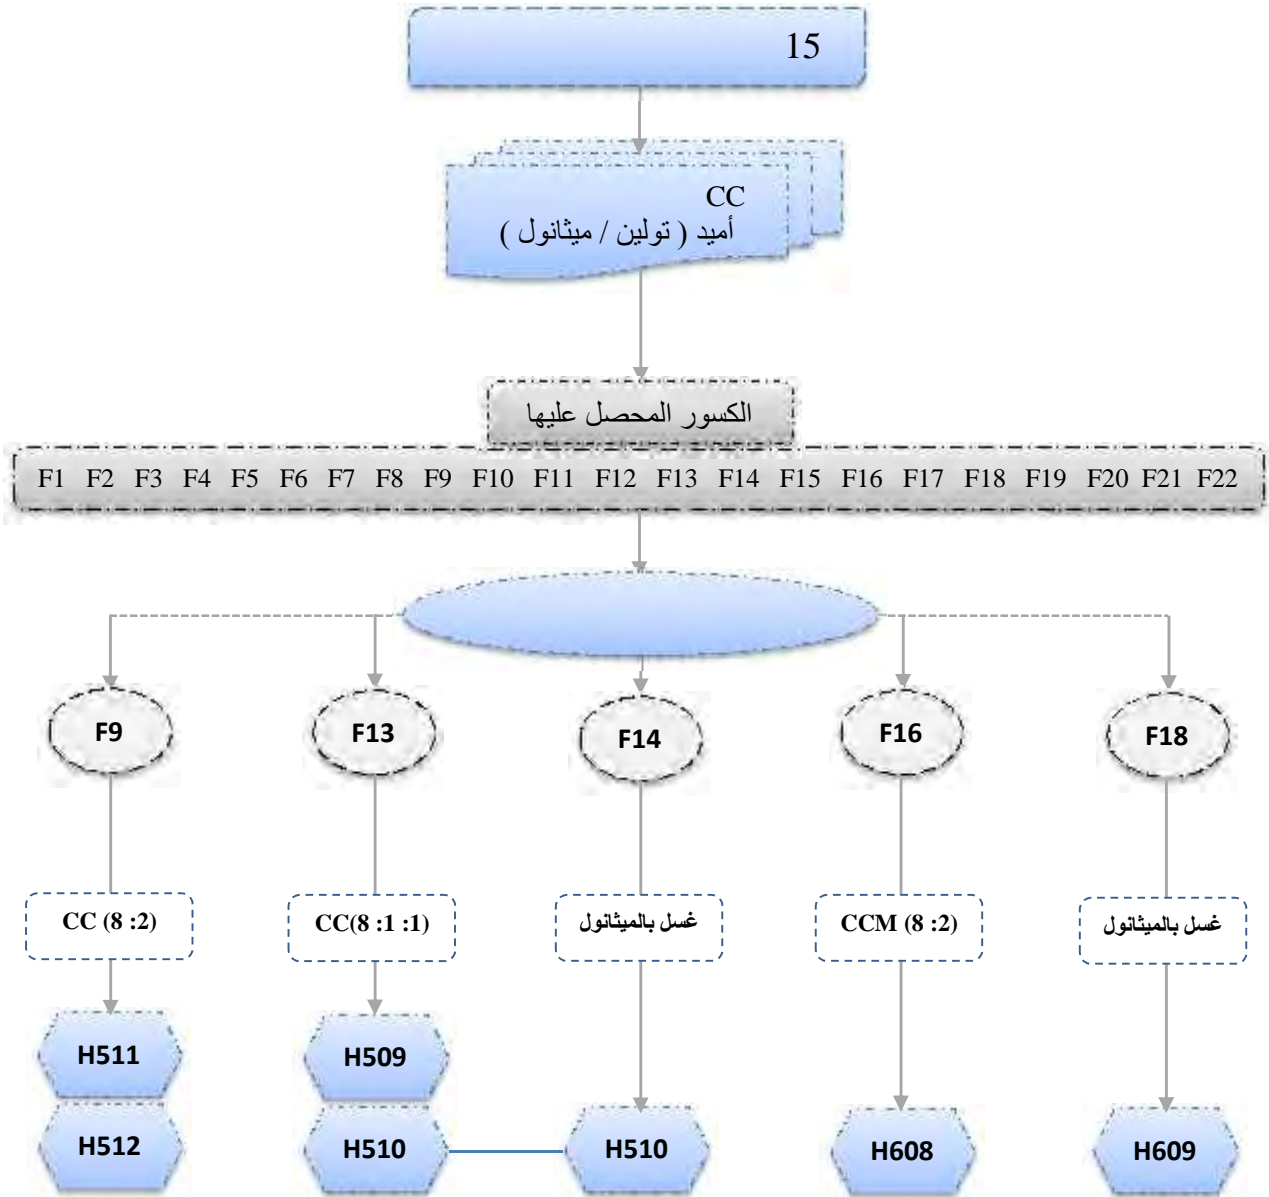 15
CC
أميد ( تولين / ميثانول )
الكسور المحصل عليها
F1 F2 F3 F4 F5 F6 F7 F8 F9 F10 F11 F12 F13 F14 F15 F16 F17 F18 F19 F20 F21 F22
F9 F13 F14 F16 F18
CC (8 :2) CC(8 :1 :1) غسل بالميثانول CCM (8 :2) غسل بالميثانول
H511 H509
H512 H510 H510 H608 H609